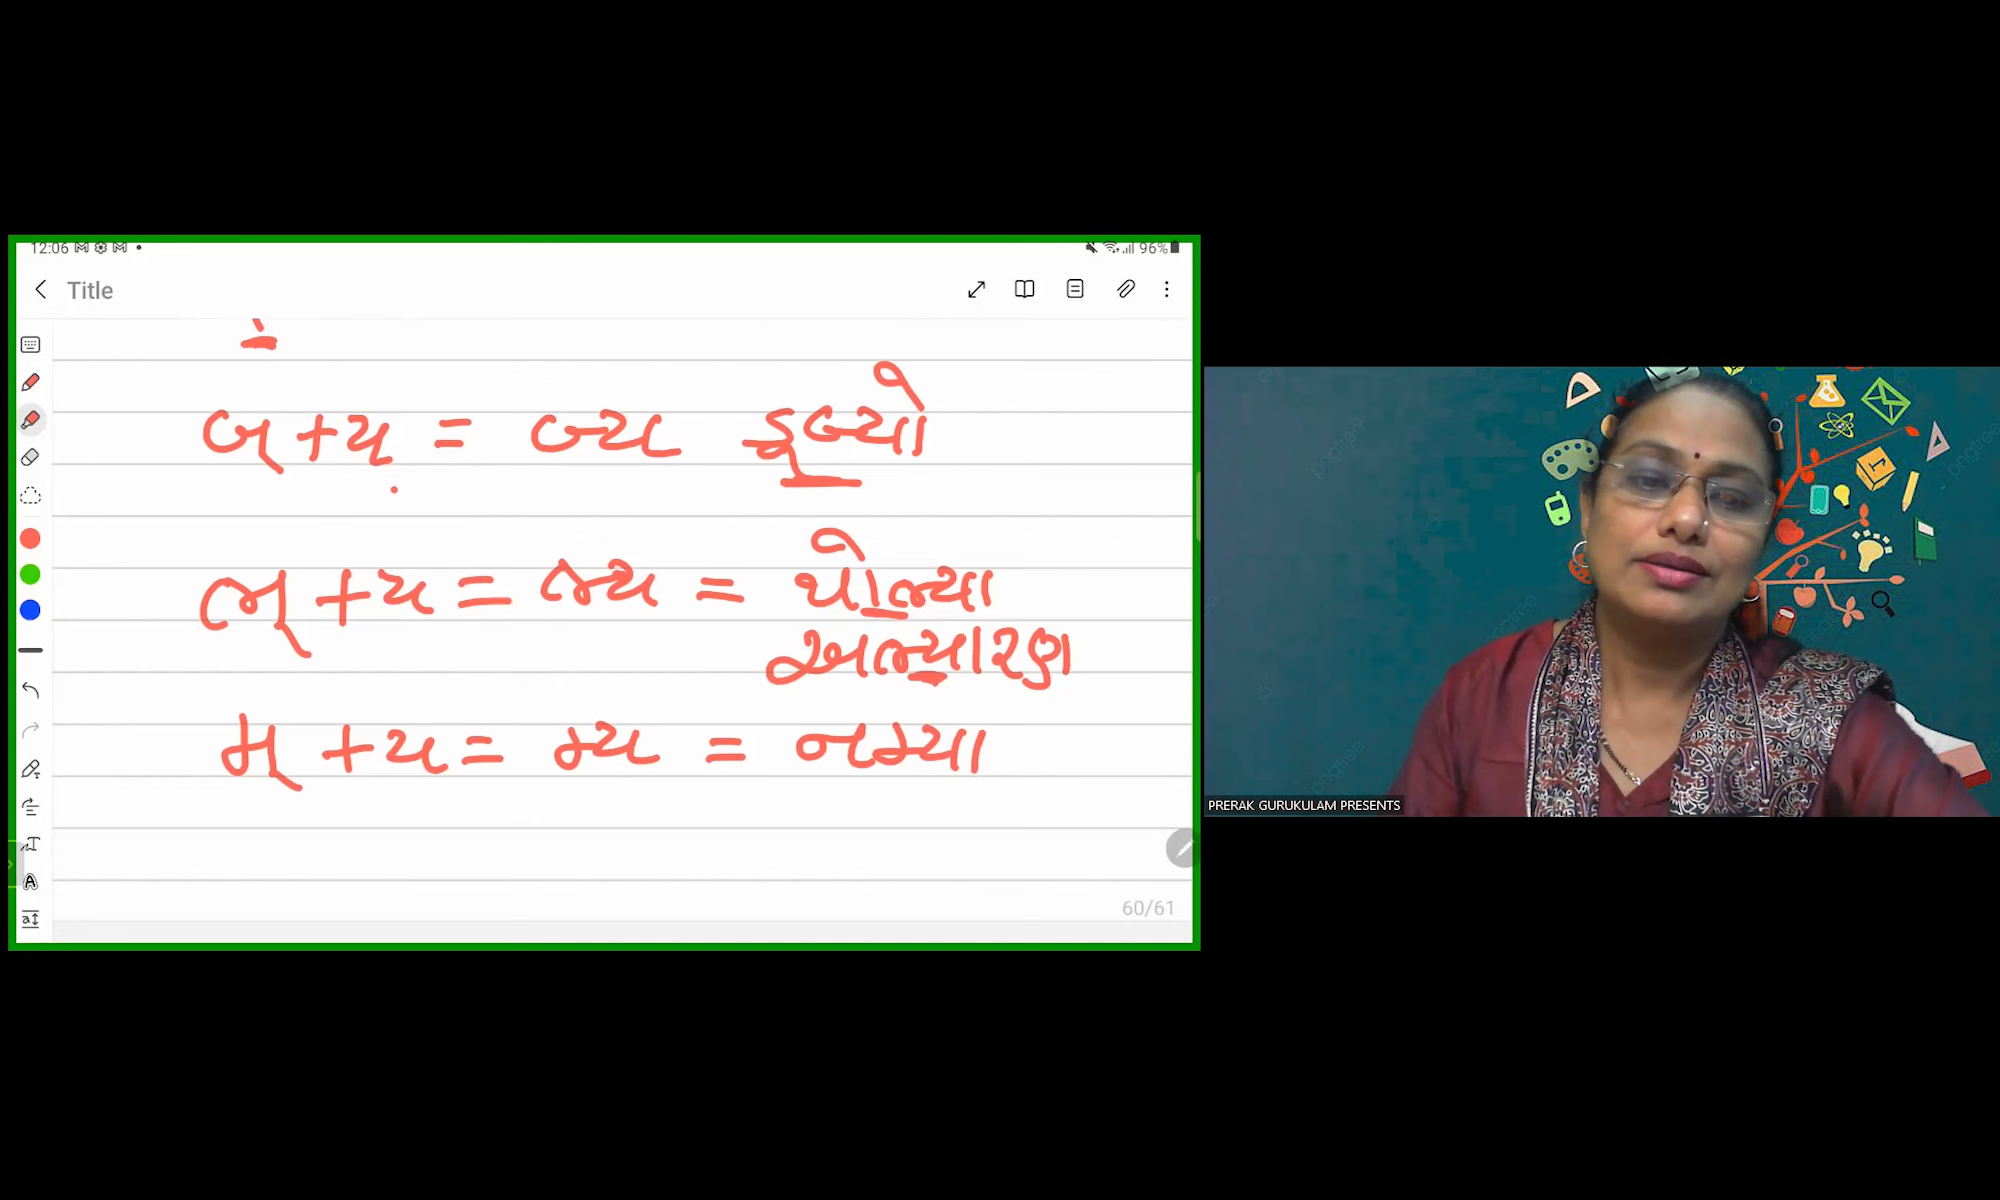 12:06
96%
Title
બ્ + ય = બ્ય ડૂબ્યો
ભ્ + ય = ભ્ય = થોભ્યા
અભ્યારણ
મ્ + ય = મ્ય = નમ્યા
60/61
PRERAK GURUKULAM PRESENTS